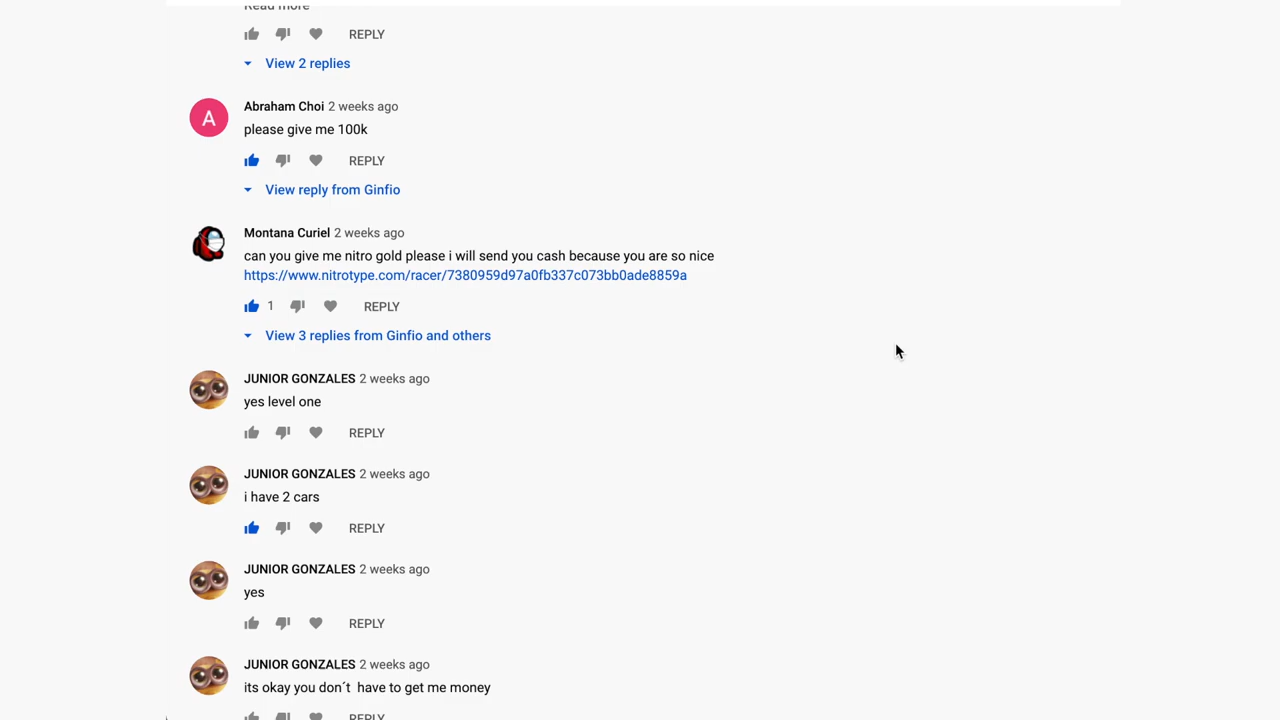 Read more
REPLY
View 2 replies
A
Abraham Choi 2 weeks ago
please give me 100k
REPLY
View reply from Ginfio
Montana Curiel 2 weeks ago
can you give me nitro gold please i will send you cash because you are so nice
https://www.nitrotype.com/racer/7380959d97a0fb337c073bb0ade8859a
1 REPLY
View 3 replies from Ginfio and others
JUNIOR GONZALES 2 weeks ago
yes level one
REPLY
JUNIOR GONZALES 2 weeks ago
i have 2 cars
REPLY
JUNIOR GONZALES 2 weeks ago
yes
REPLY
JUNIOR GONZALES 2 weeks ago
its okay you don´t  have to get me money
REPLY